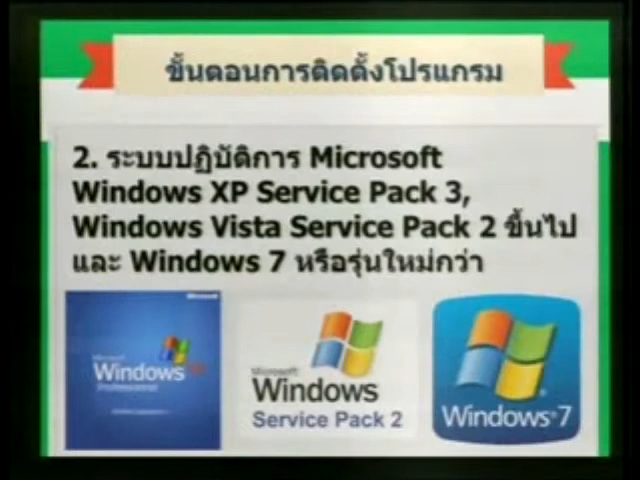 ขั้นตอนการติดตั้งโปรแกรม
2. ระบบปฏิบัติการ Microsoft
Windows XP Service Pack 3,
Windows Vista Service Pack 2 ขึ้นไป
และ Windows 7 หรือรุ่นใหม่กว่า
Microsoft
Windows xp
Professional
Microsoft
Windows
Service Pack 2
Windows 7